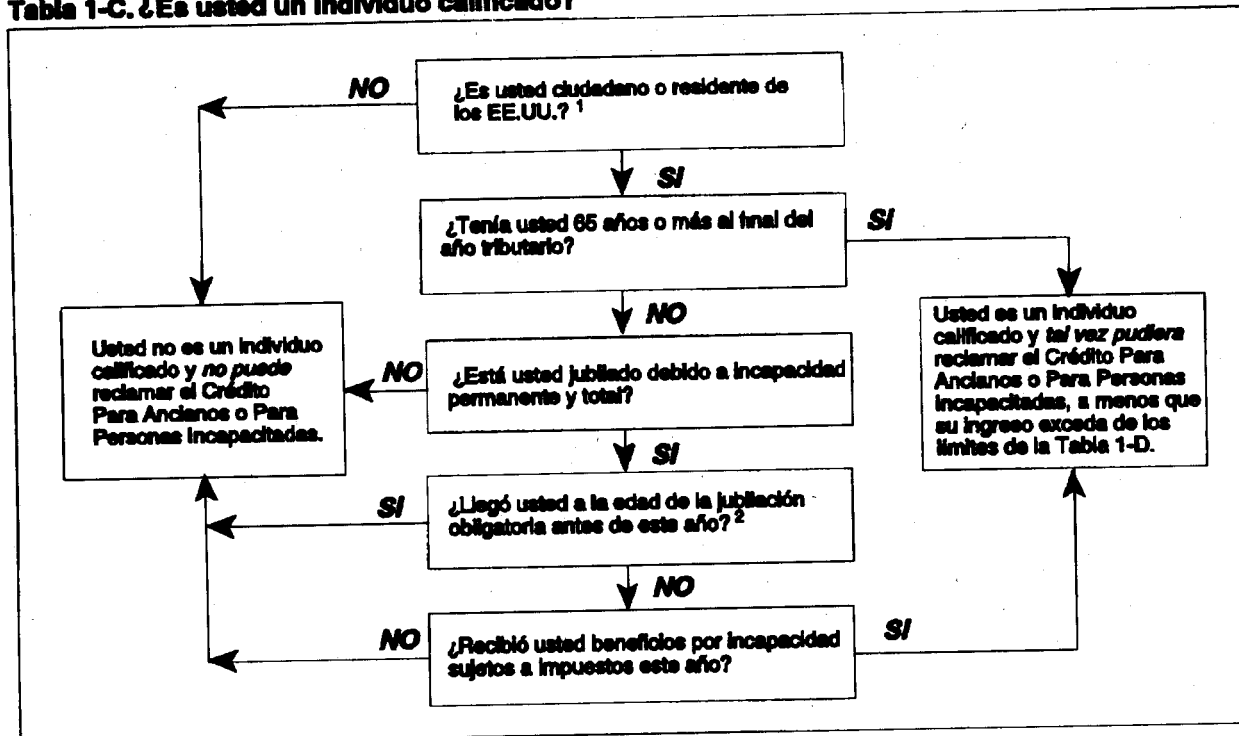 Tabla 1-C. ¿Es usted un individuo calificado?
NO
¿Es usted ciudadano o residente de
los EE.UU.? 1
SI
¿Tenía usted 65 años o más al final del
año tributario?
SI
NO
Usted no es un individuo
calificado y no puede
reclamar el Crédito
Para Ancianos o Para
Personas Incapacitadas.
NO
¿Está usted jubilado debido a incapacidad
permanente y total?
Usted es un individuo
calificado y tal vez pudiera
reclamar el Crédito Para
Ancianos o Para Personas
Incapacitadas, a menos que
su ingreso exceda de los
límites de la Tabla 1-D.
SI
SI
¿Llegó usted a la edad de la jubilación
obligatoria antes de este año? 2
NO
NO
¿Recibió usted beneficios por incapacidad
sujetos a impuestos este año?
SI